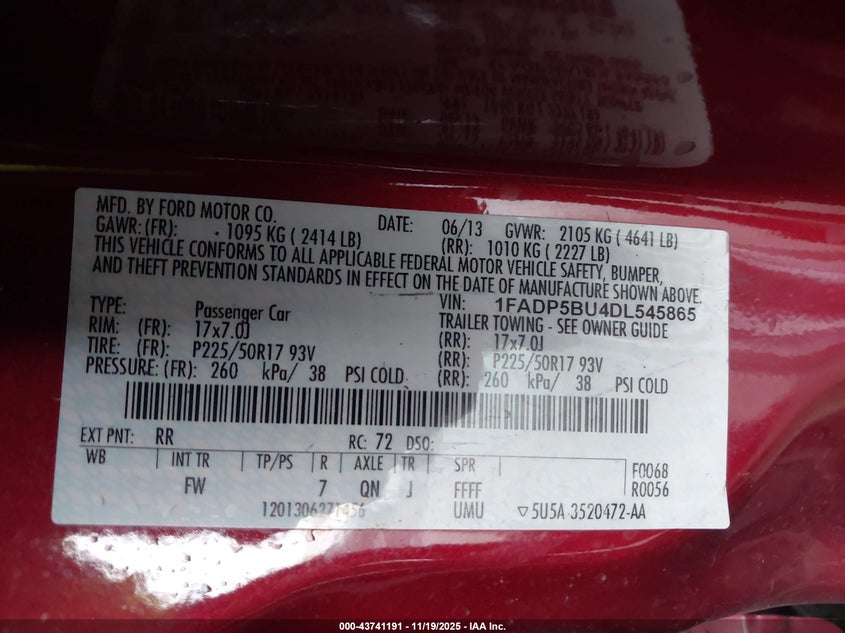 MFD. BY FORD MOTOR CO. DATE: 06/13 GVWR: 2105 KG ( 4641 LB)
GAWR: (FR): 1095 KG ( 2414 LB) (RR): 1010 KG ( 2227 LB)
THIS VEHICLE CONFORMS TO ALL APPLICABLE FEDERAL MOTOR VEHICLE SAFETY, BUMPER,
AND THEFT PREVENTION STANDARDS IN EFFECT ON THE DATE OF MANUFACTURE SHOWN ABOVE.
VIN: 1FADP5BU4DL545865
TYPE: Passenger Car TRAILER TOWING - SEE OWNER GUIDE
RIM: (FR): 17x7.0J (RR): 17x7.0J
TIRE: (FR): P225/50R17 93V (RR): P225/50R17 93V
PRESSURE: (FR): 260 kPa/ 38 PSI COLD (RR): 260 kPa/ 38 PSI COLD
EXT PNT: RR RC: 72 DSO:
WB INT TR TP/PS R AXLE TR SPR F0068
FW 7 QN J FFFF R0056
UMU ▽5U5A 3520472-AA
000-43741191 - 11/19/2025 - IAA Inc.